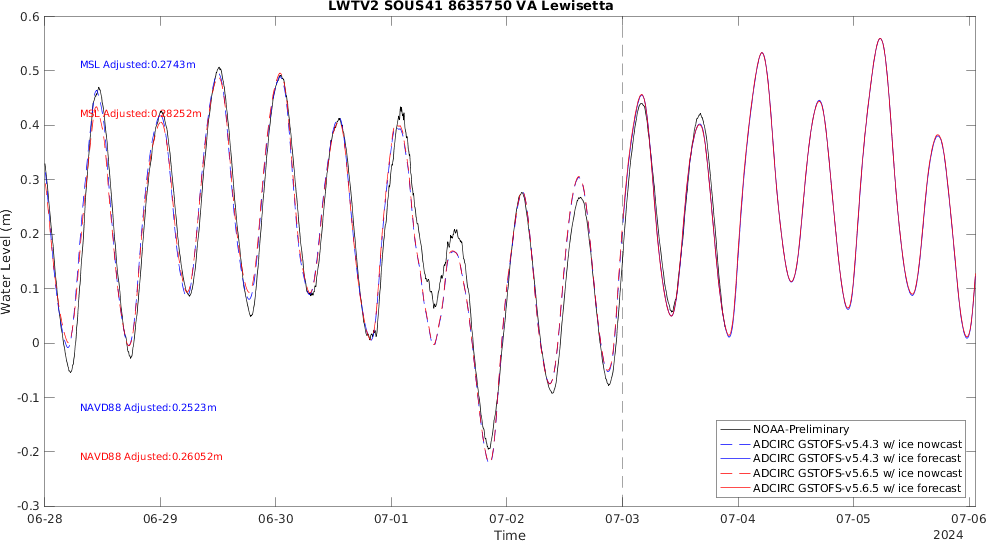 LWTV2 SOUS41 8635750 VA Lewisetta
0.6
0.5
0.4
0.3
0.2
0.1
0
-0.1
-0.2
-0.3
Water Level (m)
MSL Adjusted:0.2743m
MSL Adjusted:0.28252m
NAVD88 Adjusted:0.2523m
NAVD88 Adjusted:0.26052m
NOAA-Preliminary
ADCIRC GSTOFS-v5.4.3 w/ ice nowcast
ADCIRC GSTOFS-v5.4.3 w/ ice forecast
ADCIRC GSTOFS-v5.6.5 w/ ice nowcast
ADCIRC GSTOFS-v5.6.5 w/ ice forecast
06-28 06-29 06-30 07-01 07-02 07-03 07-04 07-05 07-06
Time
2024